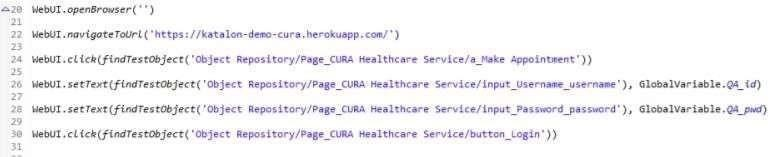 20 WebUI.openBrowser('')
21
22 WebUI.navigateToUrl('https://katalon-demo-cura.herokuapp.com/')
23
24 WebUI.click(findTestObject('Object Repository/Page_CURA Healthcare Service/a_Make Appointment'))
25
26 WebUI.setText(findTestObject('Object Repository/Page_CURA Healthcare Service/input_Username_username'), GlobalVariable.QA_id)
27
28 WebUI.setText(findTestObject('Object Repository/Page_CURA Healthcare Service/input_Password_password'), GlobalVariable.QA_pwd)
29
30 WebUI.click(findTestObject('Object Repository/Page_CURA Healthcare Service/button_Login'))
31